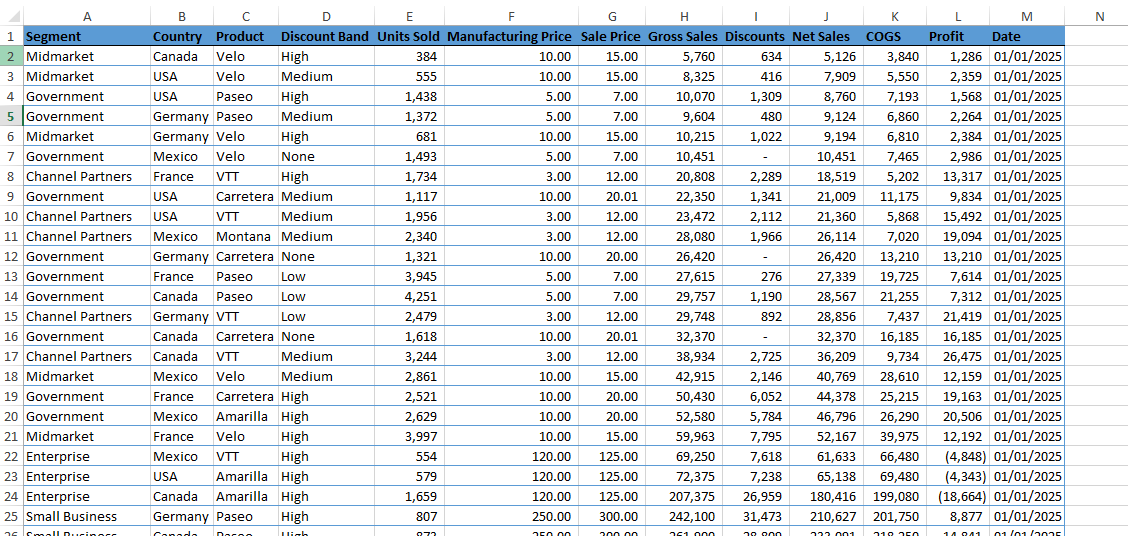 A B C D E F G H I J K L M N
1 Segment Country Product Discount Band Units Sold Manufacturing Price Sale Price Gross Sales Discounts Net Sales COGS Profit Date
2 Midmarket Canada Velo High 384 10.00 15.00 5,760 634 5,126 3,840 1,286 01/01/2025
3 Midmarket USA Velo Medium 555 10.00 15.00 8,325 416 7,909 5,550 2,359 01/01/2025
4 Government USA Paseo High 1,438 5.00 7.00 10,070 1,309 8,760 7,193 1,568 01/01/2025
5 Government Germany Paseo Medium 1,372 5.00 7.00 9,604 480 9,124 6,860 2,264 01/01/2025
6 Midmarket Germany Velo High 681 10.00 15.00 10,215 1,022 9,194 6,810 2,384 01/01/2025
7 Government Mexico Velo None 1,493 5.00 7.00 10,451 - 10,451 7,465 2,986 01/01/2025
8 Channel Partners France VTT High 1,734 3.00 12.00 20,808 2,289 18,519 5,202 13,317 01/01/2025
9 Government USA Carretera Medium 1,117 10.00 20.01 22,350 1,341 21,009 11,175 9,834 01/01/2025
10 Channel Partners USA VTT Medium 1,956 3.00 12.00 23,472 2,112 21,360 5,868 15,492 01/01/2025
11 Channel Partners Mexico Montana Medium 2,340 3.00 12.00 28,080 1,966 26,114 7,020 19,094 01/01/2025
12 Government Germany Carretera None 1,321 10.00 20.00 26,420 - 26,420 13,210 13,210 01/01/2025
13 Government France Paseo Low 3,945 5.00 7.00 27,615 276 27,339 19,725 7,614 01/01/2025
14 Government Canada Paseo Low 4,251 5.00 7.00 29,757 1,190 28,567 21,255 7,312 01/01/2025
15 Channel Partners Germany VTT Low 2,479 3.00 12.00 29,748 892 28,856 7,437 21,419 01/01/2025
16 Government Canada Carretera None 1,618 10.00 20.01 32,370 - 32,370 16,185 16,185 01/01/2025
17 Channel Partners Canada VTT Medium 3,244 3.00 12.00 38,934 2,725 36,209 9,734 26,475 01/01/2025
18 Midmarket Mexico Velo Medium 2,861 10.00 15.00 42,915 2,146 40,769 28,610 12,159 01/01/2025
19 Government France Carretera High 2,521 10.00 20.00 50,430 6,052 44,378 25,215 19,163 01/01/2025
20 Government Mexico Amarilla High 2,629 10.00 20.00 52,580 5,784 46,796 26,290 20,506 01/01/2025
21 Midmarket France Velo High 3,997 10.00 15.00 59,963 7,795 52,167 39,975 12,192 01/01/2025
22 Enterprise Mexico VTT High 554 120.00 125.00 69,250 7,618 61,633 66,480 (4,848) 01/01/2025
23 Enterprise USA Amarilla High 579 120.00 125.00 72,375 7,238 65,138 69,480 (4,343) 01/01/2025
24 Enterprise Canada Amarilla High 1,659 120.00 125.00 207,375 26,959 180,416 199,080 (18,664) 01/01/2025
25 Small Business Germany Paseo High 807 250.00 300.00 242,100 31,473 210,627 201,750 8,877 01/01/2025